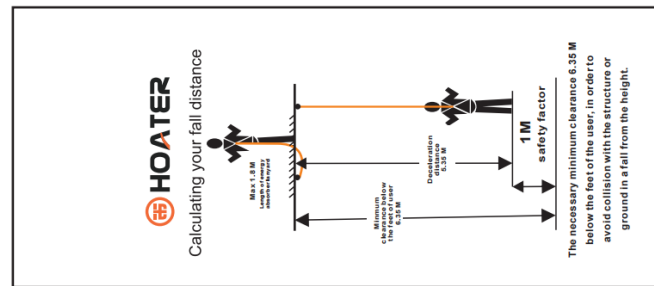 HOATER
Calculating your fall distance
Max 1.8 M
Length of energy
absorber lanyard
Deceleration
distance
5.35 M
Minmum
clearance below
the feet of user
6.35 M
1M
safety factor
The necessary minimum clearance 6.35 M
below the feet of the user, in order to
avoid collision with the structure or
ground in a fall from the height.